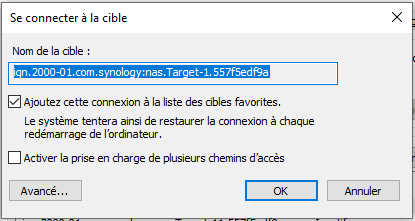 Se connecter à la cible
Nom de la cible :
iqn.2000-01.com.synology:nas.Target-1.557f5edf9a
Ajoutez cette connexion à la liste des cibles favorites.
Le système tentera ainsi de restaurer la connexion à chaque
redémarrage de l'ordinateur.
Activer la prise en charge de plusieurs chemins d'accès
Avancé...
OK
Annuler